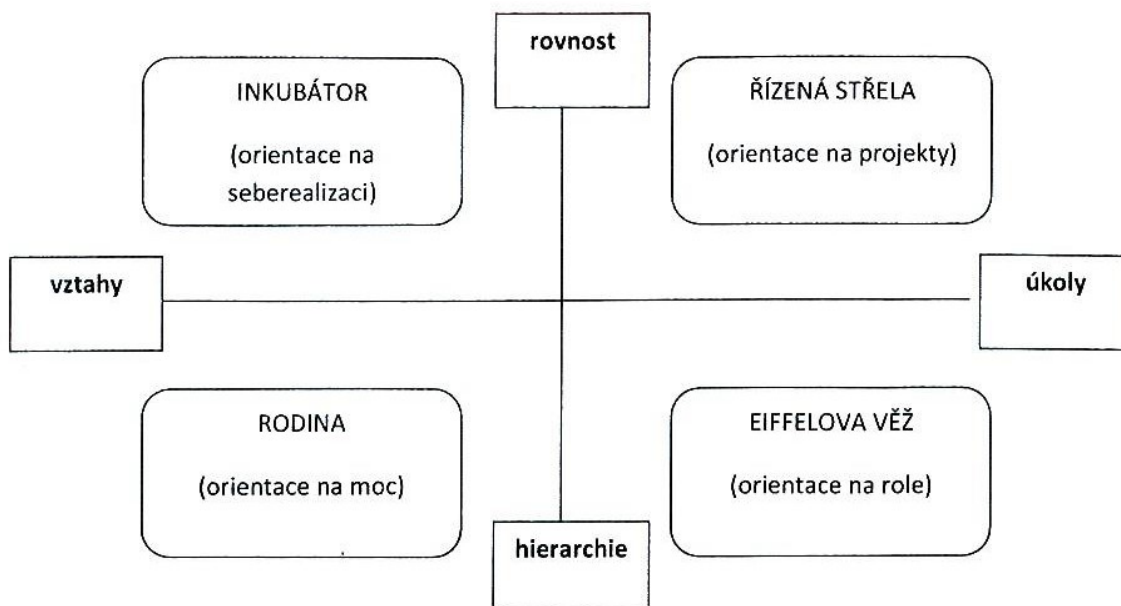 rovnost
INKUBÁTOR
(orientace na
seberealizaci)
ŘÍZENÁ STŘELA
(orientace na projekty)
vztahy
úkoly
RODINA
(orientace na moc)
EIFFELOVA VĚŽ
(orientace na role)
hierarchie